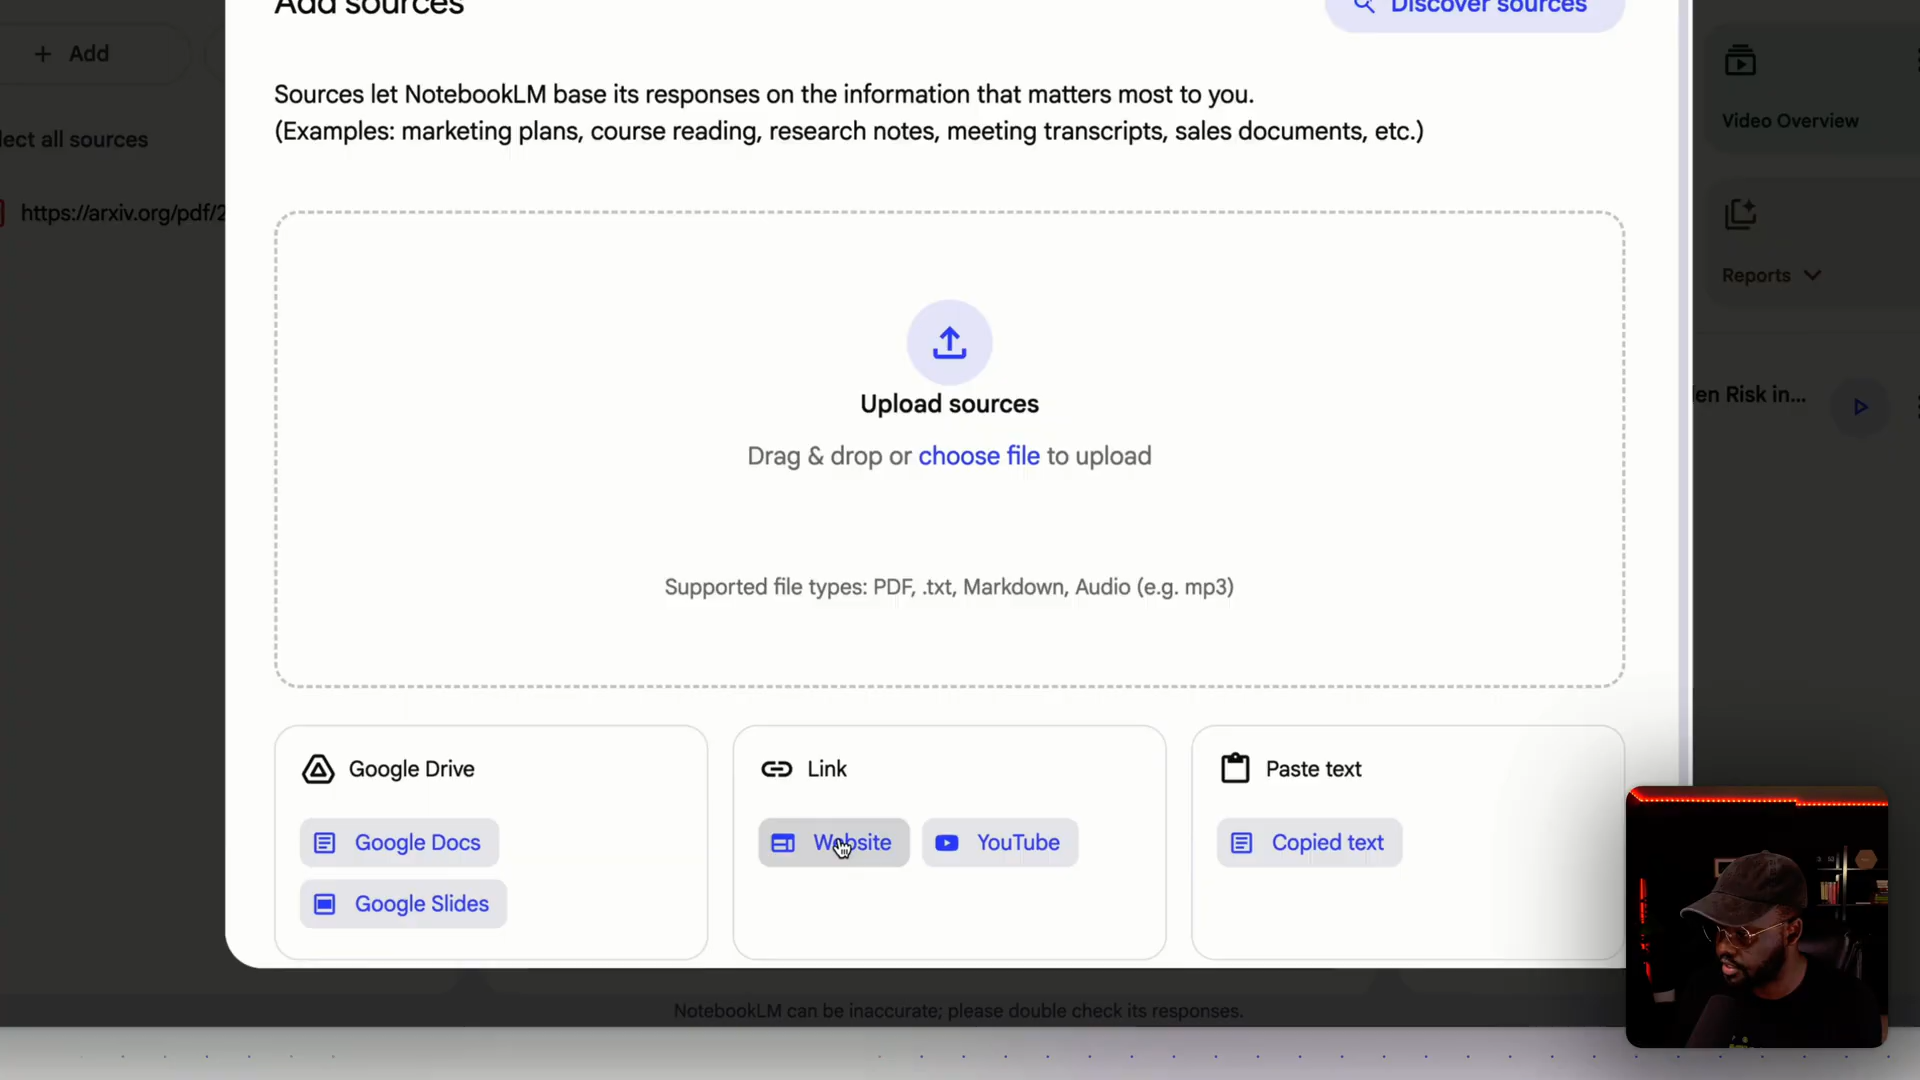 Add sources
Discover sources
Add
Sources let NotebookLM base its responses on the information that matters most to you.
(Examples: marketing plans, course reading, research notes, meeting transcripts, sales documents, etc.)
Video Overview
lect all sources
https://arxiv.org/pdf/2
Reports
Upload sources
en Risk in...
Drag & drop or choose file to upload
Supported file types: PDF, .txt, Markdown, Audio (e.g. mp3)
Google Drive
Link
Paste text
Google Docs
Website
YouTube
Copied text
Google Slides
NotebookLM can be inaccurate; please double check its responses.